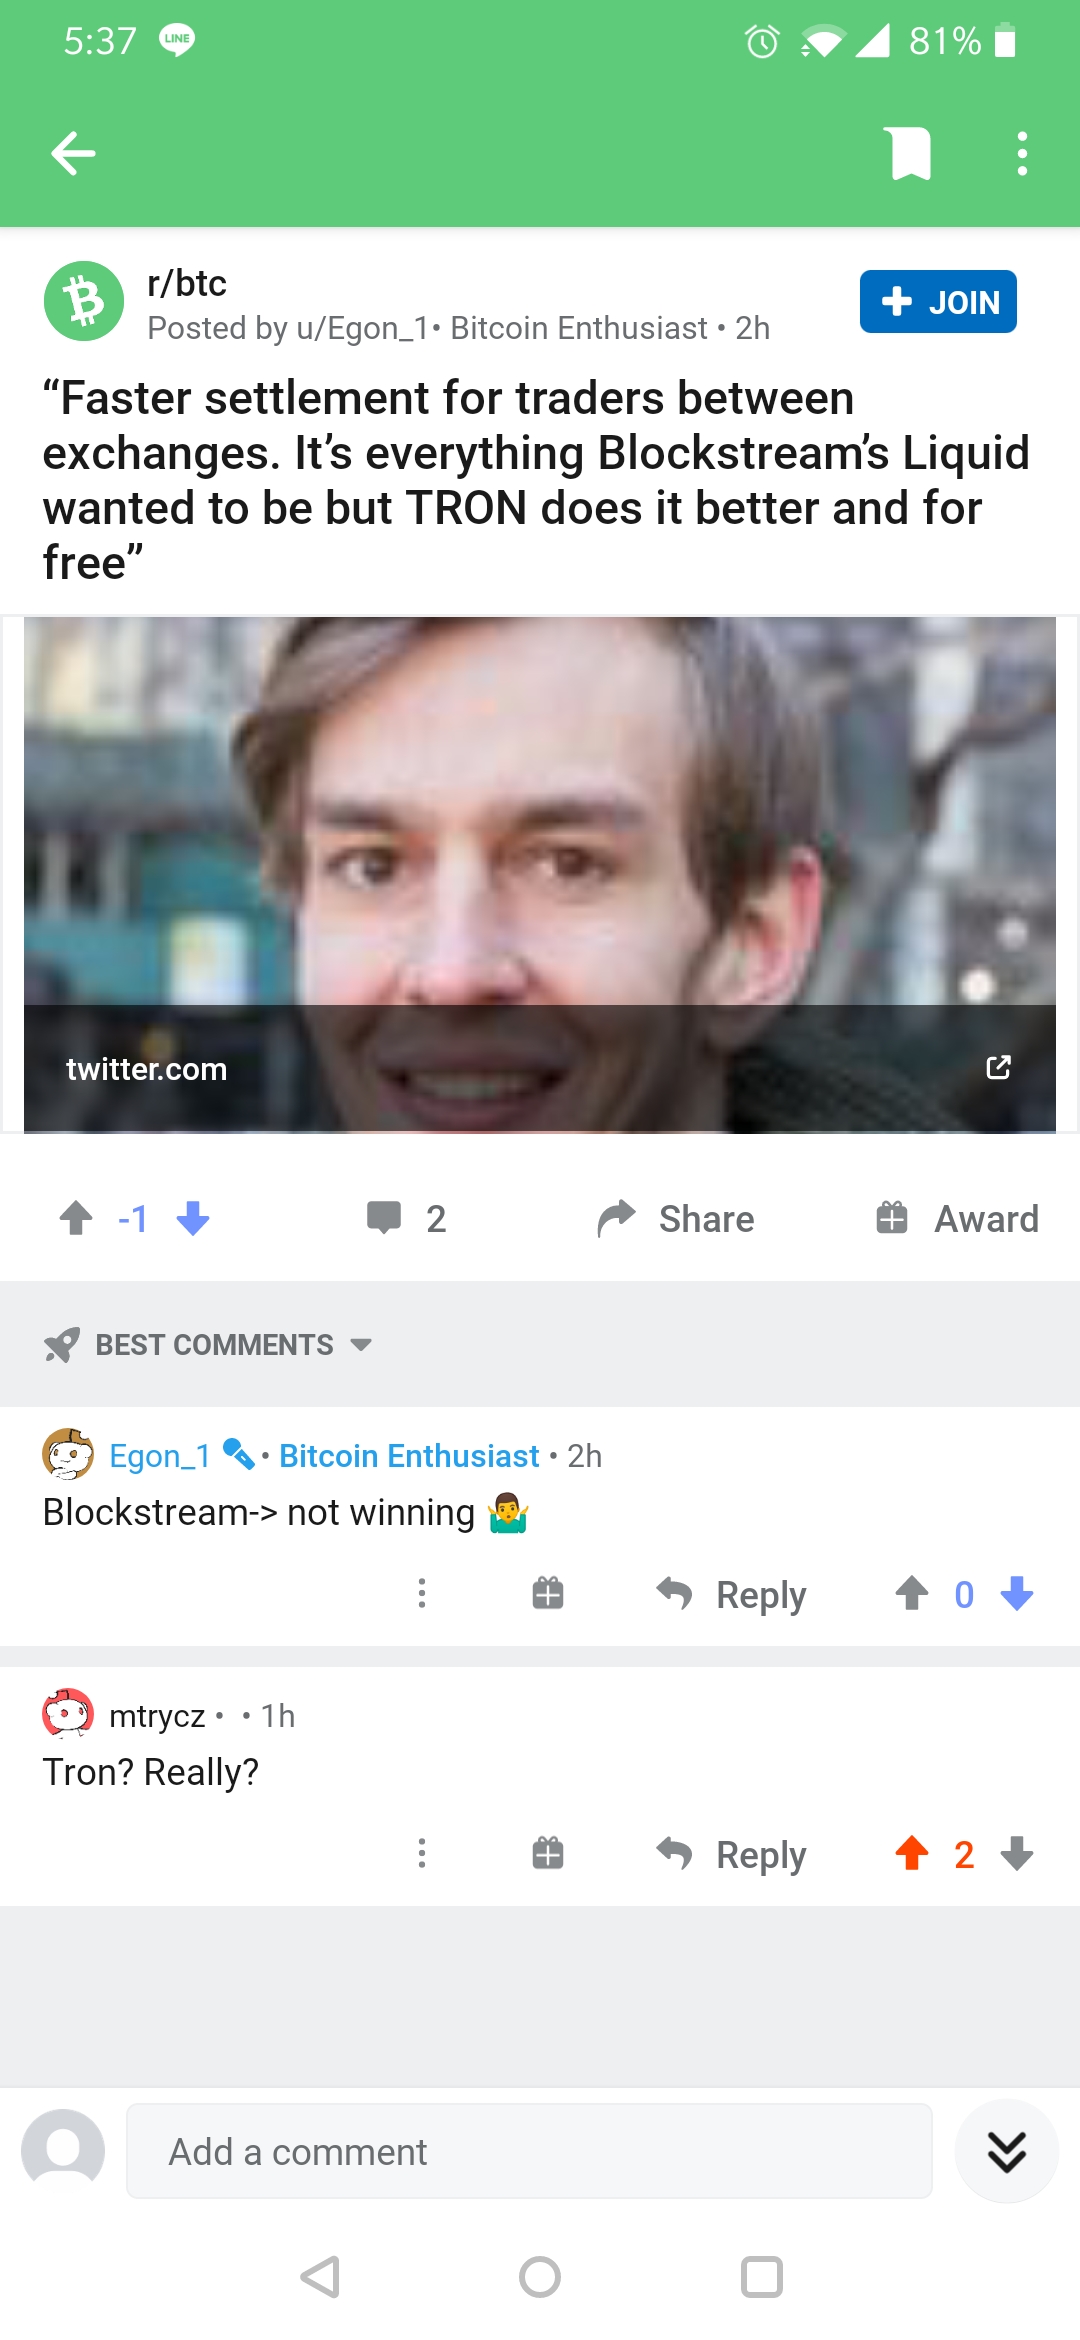 5:37 LINE 81%
r/btc
Posted by u/Egon_1• Bitcoin Enthusiast • 2h
+ JOIN
“Faster settlement for traders between
exchanges. It’s everything Blockstream’s Liquid
wanted to be but TRON does it better and for
free”
twitter.com
-1 2 Share Award
BEST COMMENTS
Egon_1 • Bitcoin Enthusiast • 2h
Blockstream-> not winning 🤷‍♂️
Reply 0
mtrycz • • 1h
Tron? Really?
Reply 2
Add a comment